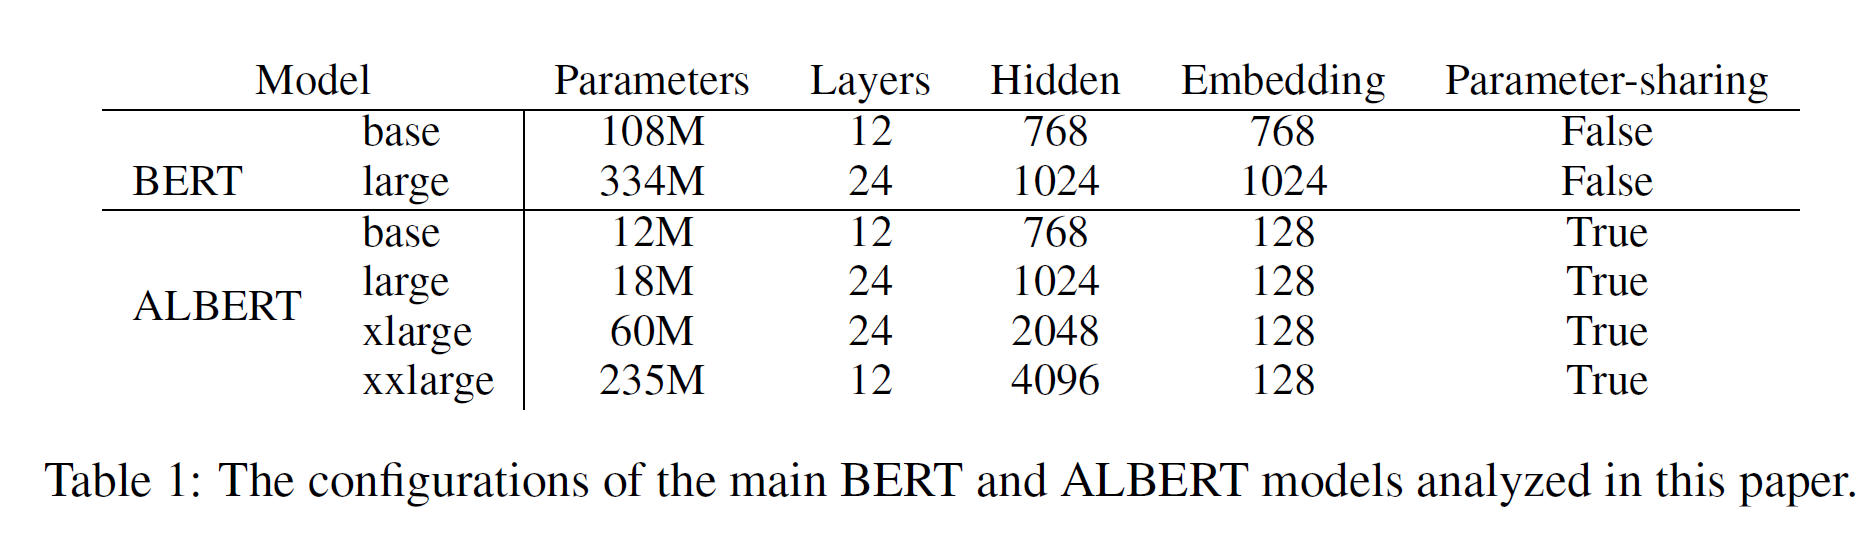 Model Parameters Layers Hidden Embedding Parameter-sharing
base 108M 12 768 768 False
BERT large 334M 24 1024 1024 False
base 12M 12 768 128 True
large 18M 24 1024 128 True
ALBERT
xlarge 60M 24 2048 128 True
xxlarge 235M 12 4096 128 True
Table 1: The configurations of the main BERT and ALBERT models analyzed in this paper.